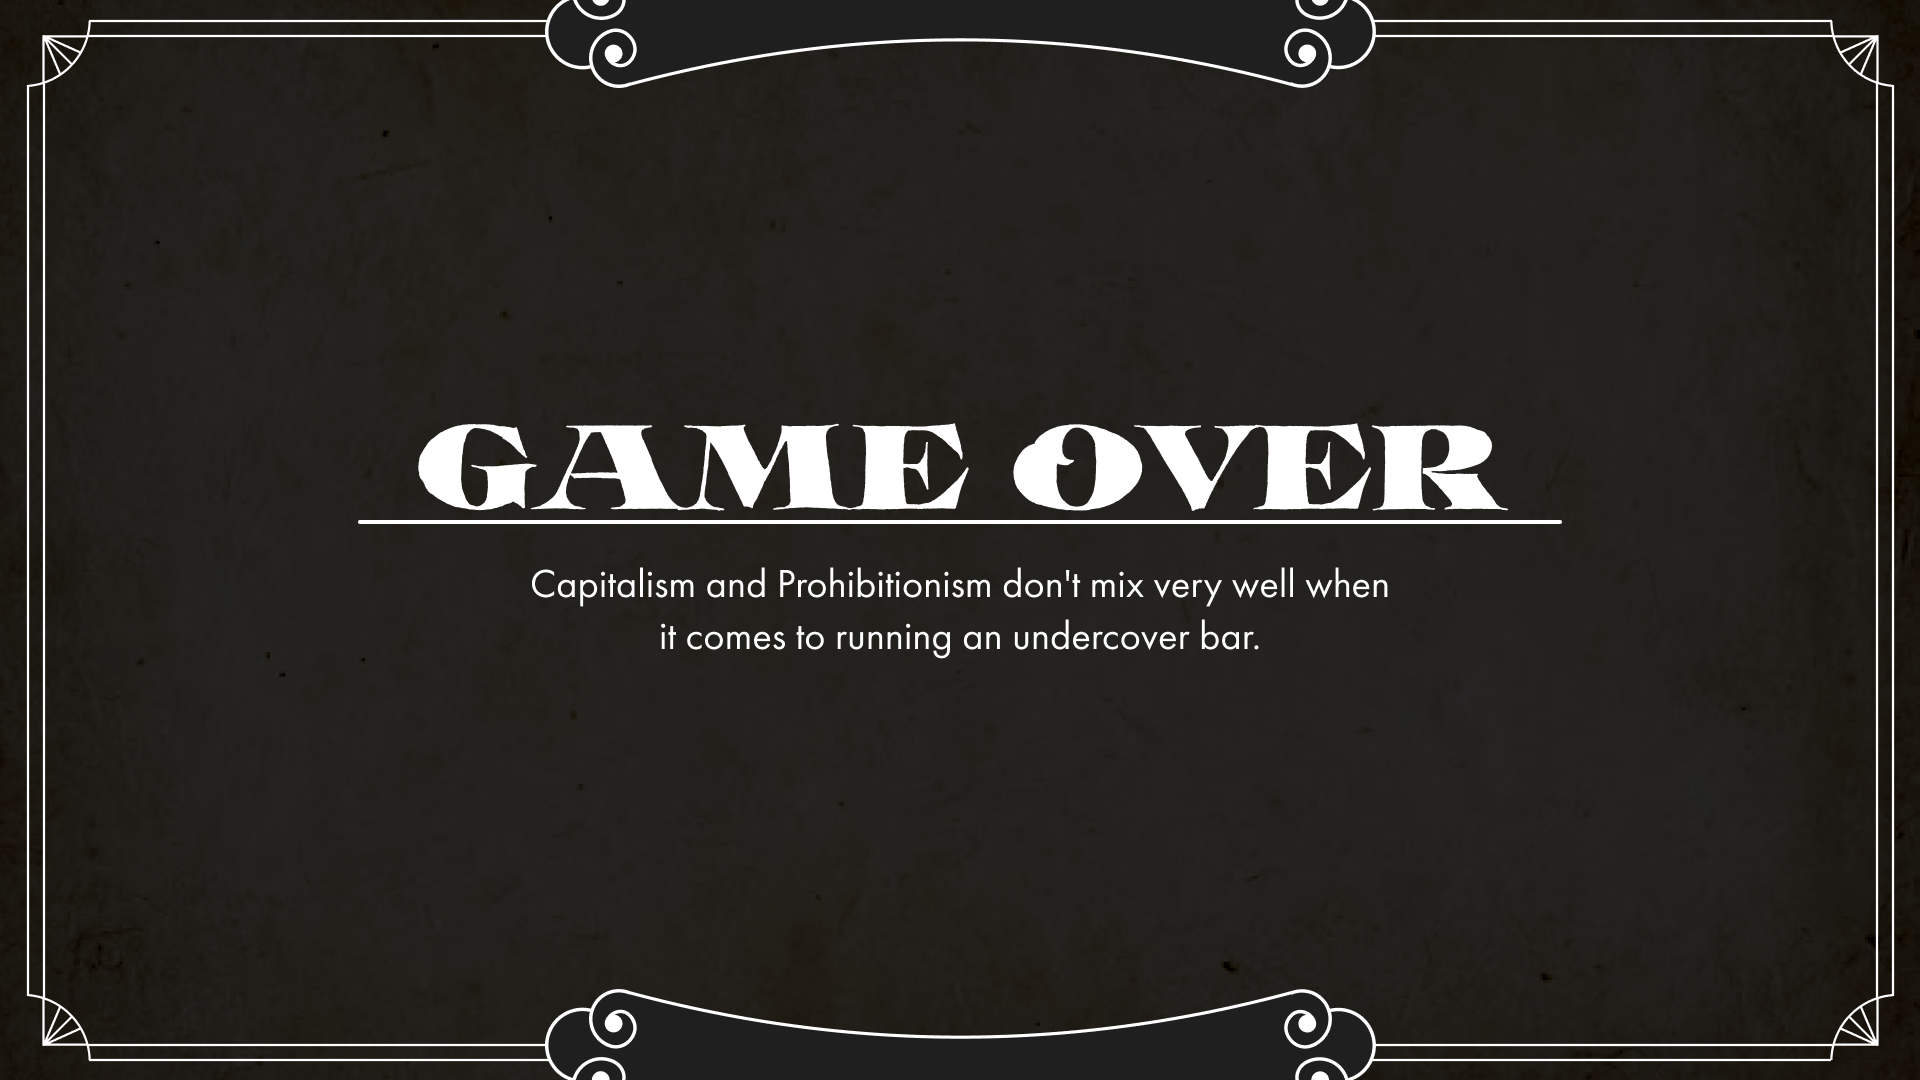 GAME OVER
Capitalism and Prohibitionism don't mix very well when
it comes to running an undercover bar.